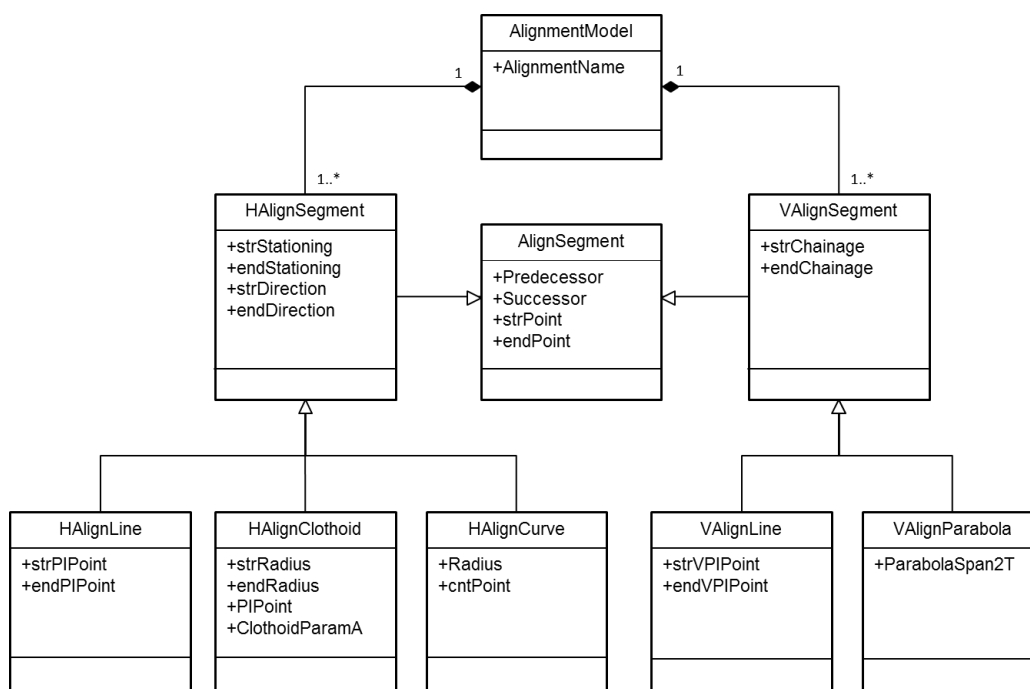 AlignmentModel
+AlignmentName
1
1
1..*
1..*
HAlignSegment
+strStationing
+endStationing
+strDirection
+endDirection
AlignSegment
+Predecessor
+Successor
+strPoint
+endPoint
VAlignSegment
+strChainage
+endChainage
HAlignLine
+strPIPoint
+endPIPoint
HAlignClothoid
+strRadius
+endRadius
+PIPoint
+ClothoidParamA
HAlignCurve
+Radius
+cntPoint
VAlignLine
+strVPIPoint
+endVPIPoint
VAlignParabola
+ParabolaSpan2T